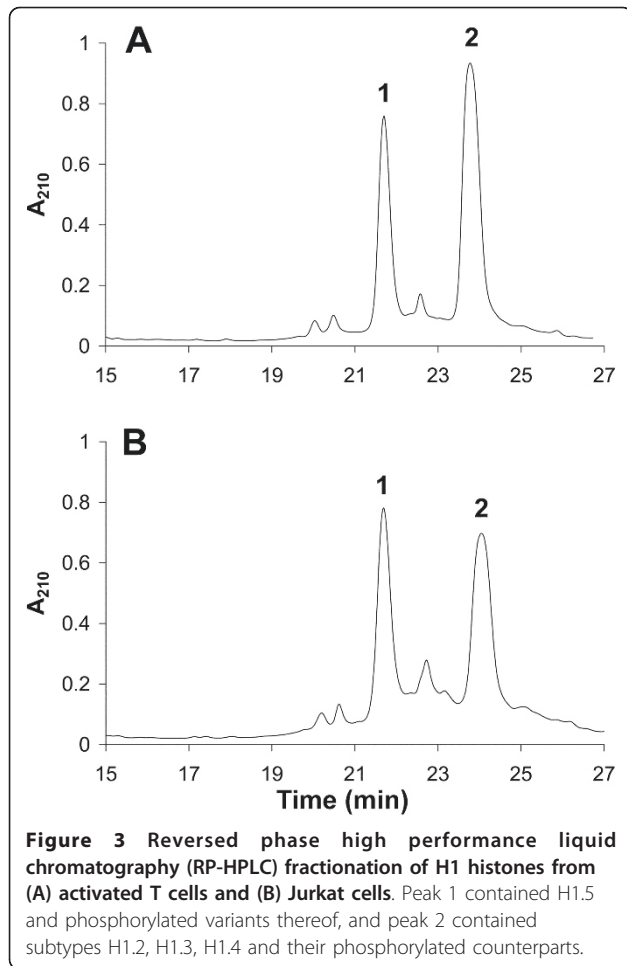 A
1
2
1
0.8
0.6
0.4
0.2
0
A210
15 17 19 21 23 25 27
B
1
2
1
0.8
0.6
0.4
0.2
0
A210
15 17 19 21 23 25 27
Time (min)
Figure 3 Reversed phase high performance liquid
chromatography (RP-HPLC) fractionation of H1 histones from
(A) activated T cells and (B) Jurkat cells. Peak 1 contained H1.5
and phosphorylated variants thereof, and peak 2 contained
subtypes H1.2, H1.3, H1.4 and their phosphorylated counterparts.